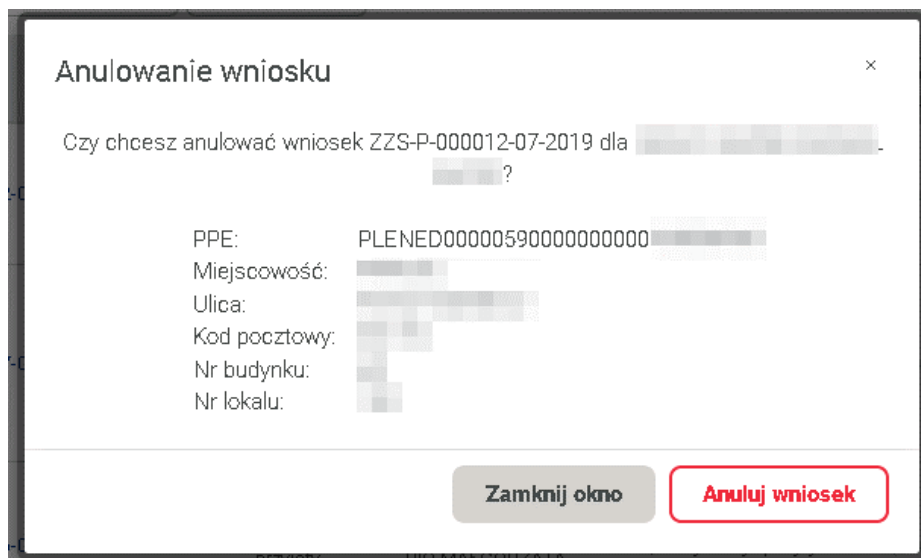 Anulowanie wniosku
×
Czy chcesz anulować wniosek ZZS-P-000012-07-2019 dla
?
PPE: PLENED00000590000000000
Miejscowość:
Ulica:
Kod pocztowy:
Nr budynku:
Nr lokalu:
Zamknij okno Anuluj wniosek